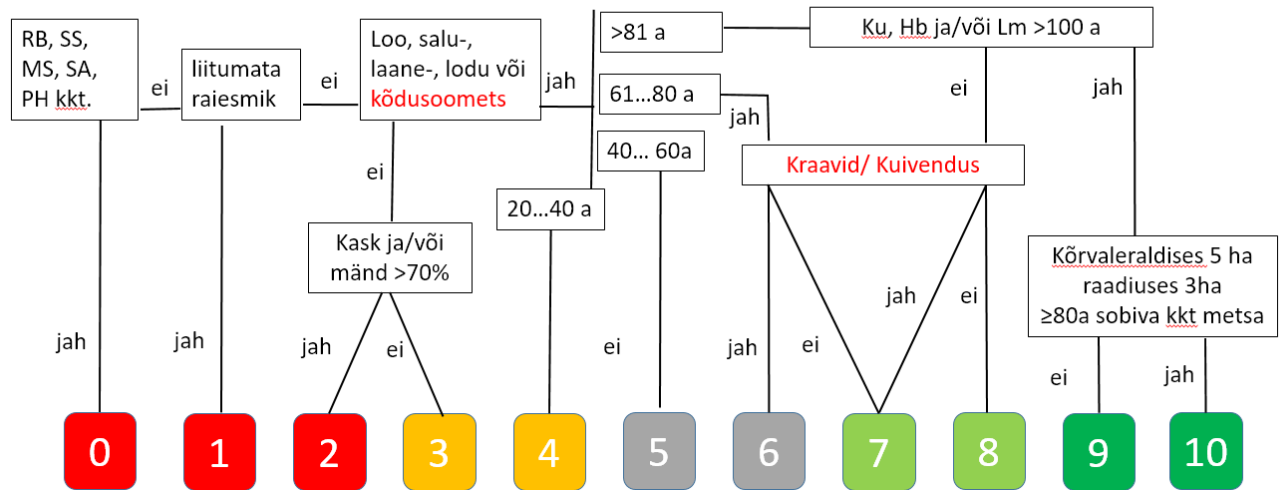 RB, SS,
MS, SA,
PH kkt.
ei
liitumata
raiesmik
ei
Loo, salu-,
laane-, lodu või
kõdusoomets
jah
>81 a
61...80 a
40... 60a
20...40 a
Ku, Hb ja/või Lm >100 a
ei
jah
jah
Kraavid/ Kuivendus
ei
Kask ja/või
mänd >70%
Kõrvaleraldises 5 ha
raadiuses 3ha
≥80a sobiva kkt metsa
jah
jah
jah
ei
ei
jah
ei
jah
ei
ei
jah
0
1
2
3
4
5
6
7
8
9
10